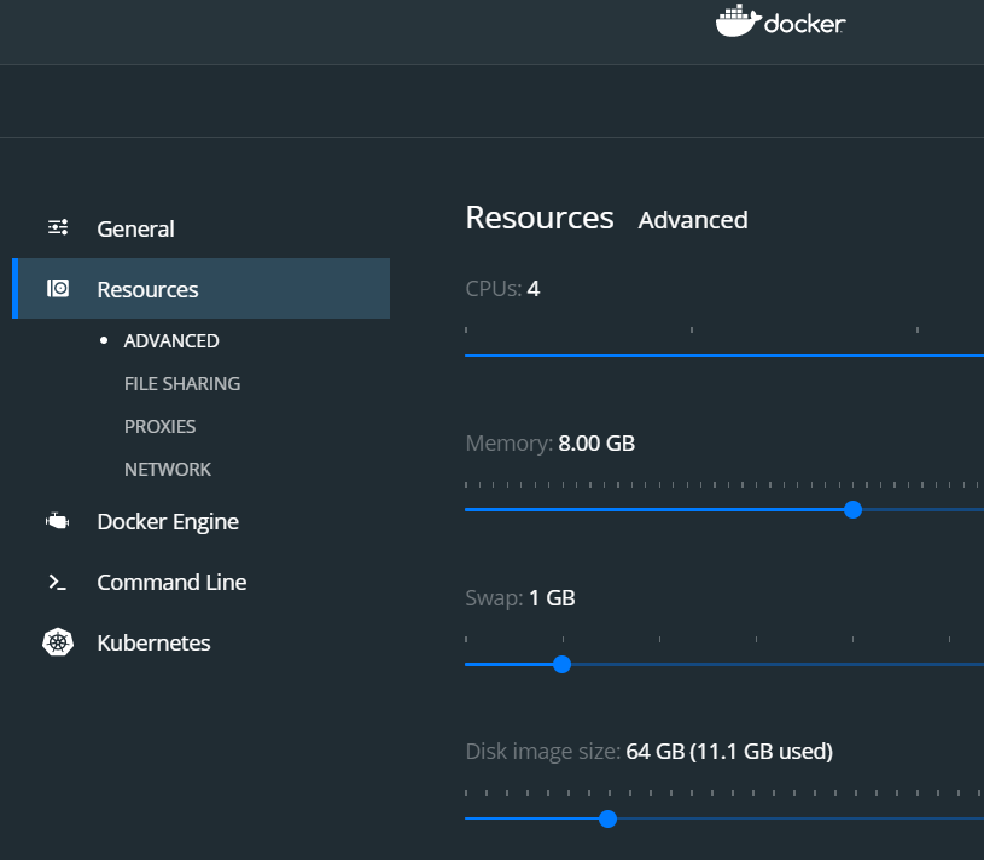 docker
General
Resources
ADVANCED
FILE SHARING
PROXIES
NETWORK
Docker Engine
Command Line
Kubernetes
Resources Advanced
CPUs: 4
Memory: 8.00 GB
Swap: 1 GB
Disk image size: 64 GB (11.1 GB used)